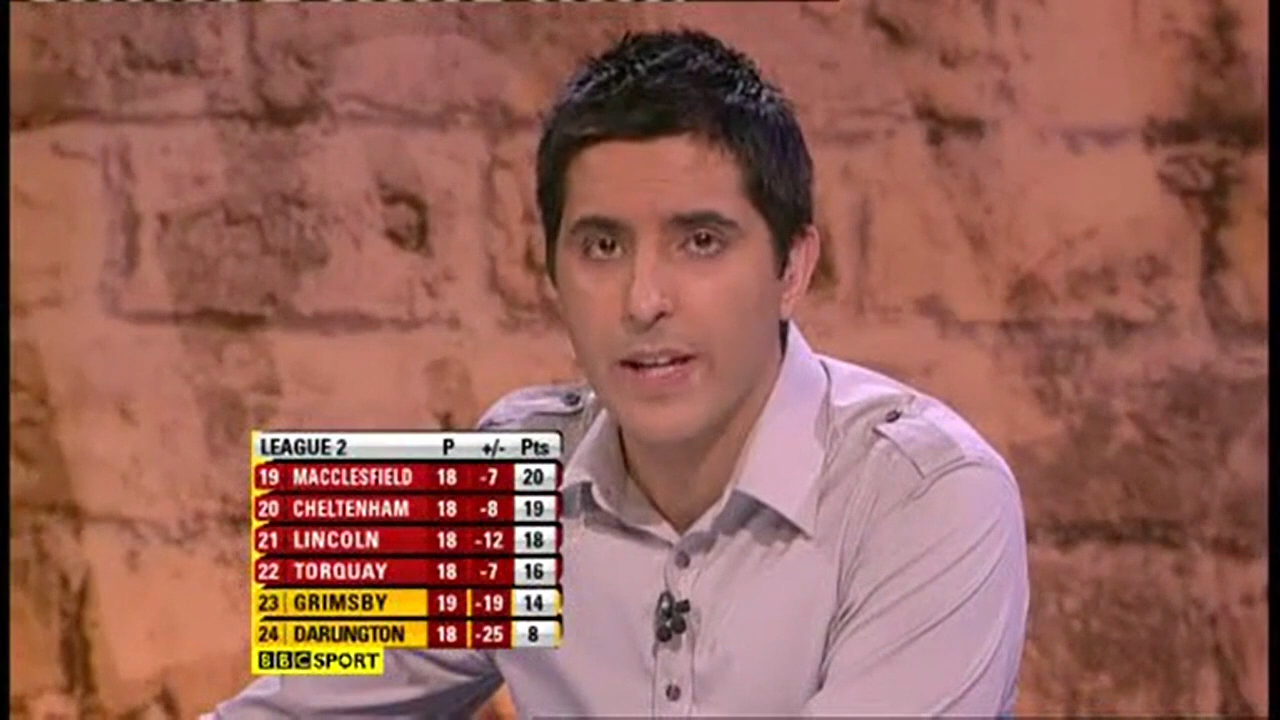 LEAGUE 2 P +/- Pts
19 MACCLESFIELD 18 -7 20
20 CHELTENHAM 18 -8 19
21 LINCOLN 18 -12 18
22 TORQUAY 18 -7 16
23 GRIMSBY 19 -19 14
24 DARLINGTON 18 -25 8
BBC SPORT